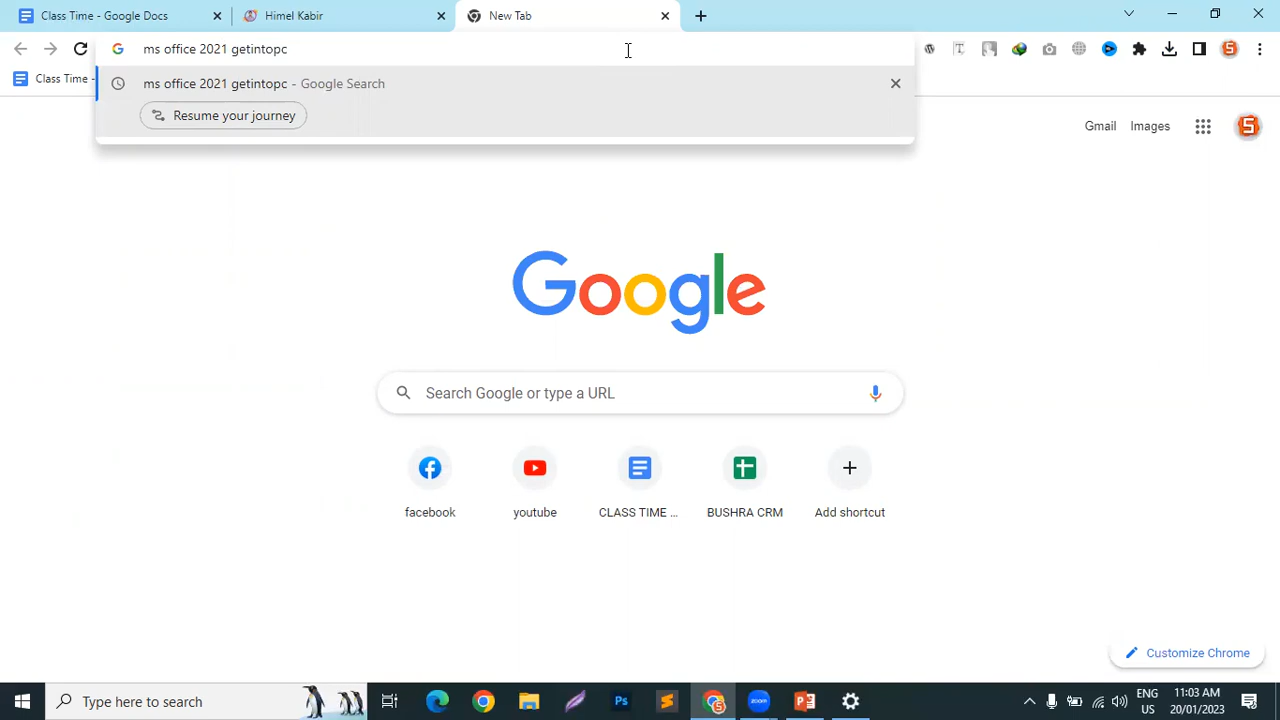 Class Time - Google Docs
Himel Kabir
New Tab
ms office 2021 getintopc
Class Time -
ms office 2021 getintopc - Google Search
Resume your journey
Gmail
Images
Google
Search Google or type a URL
facebook
youtube
CLASS TIME ...
BUSHRA CRM
Add shortcut
Customize Chrome
Type here to search
Ps
zoom
ENG
US
11:03 AM
20/01/2023